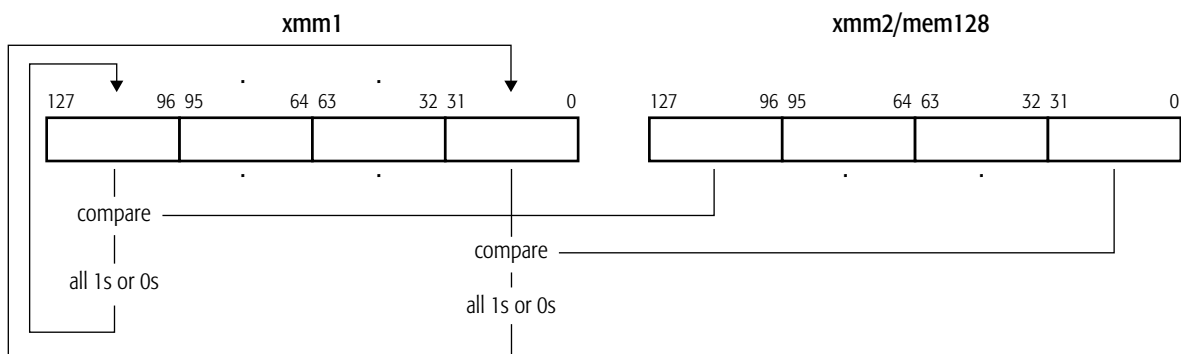 xmm1 xmm2/mem128
127 96 95 64 63 32 31 0 127 96 95 64 63 32 31 0
compare
compare
all 1s or 0s
all 1s or 0s